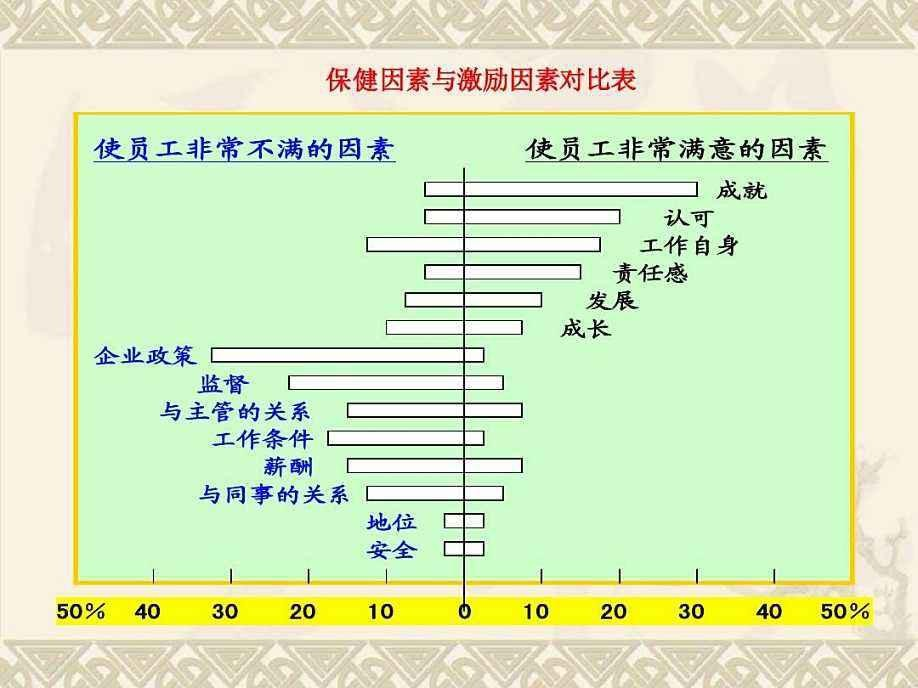 保健因素与激励因素对比表
使员工非常不满的因素 使员工非常满意的因素
成就
认可
工作自身
责任感
发展
成长
企业政策
监督
与主管的关系
工作条件
薪酬
与同事的关系
地位
安全
50% 40 30 20 10 0 10 20 30 40 50%